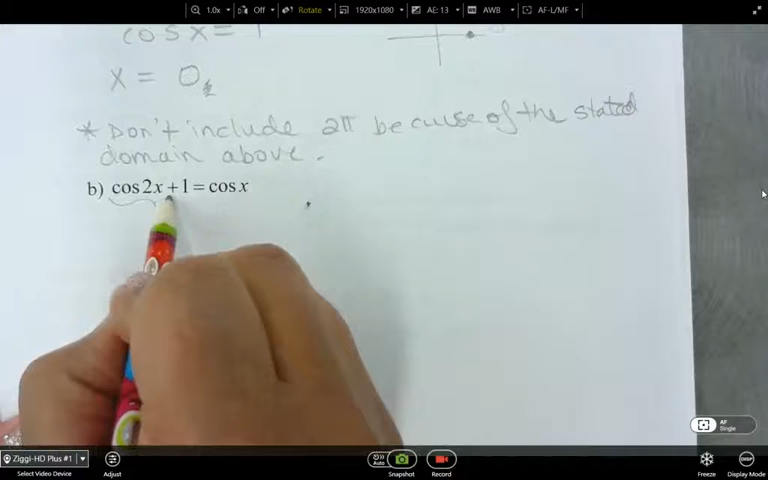 1.0x Off Rotate 1920x1080 AE: 13 AWB AF-L/MF
cos x = 1
x = 0
* Don't include 2π because of the stated
domain above.
b) cos 2x + 1 = cos x
AF
Single
Ziggi-HD Plus #1
Select Video Device
Adjust
Auto
Snapshot
Record
Freeze
DISP
Display Mode